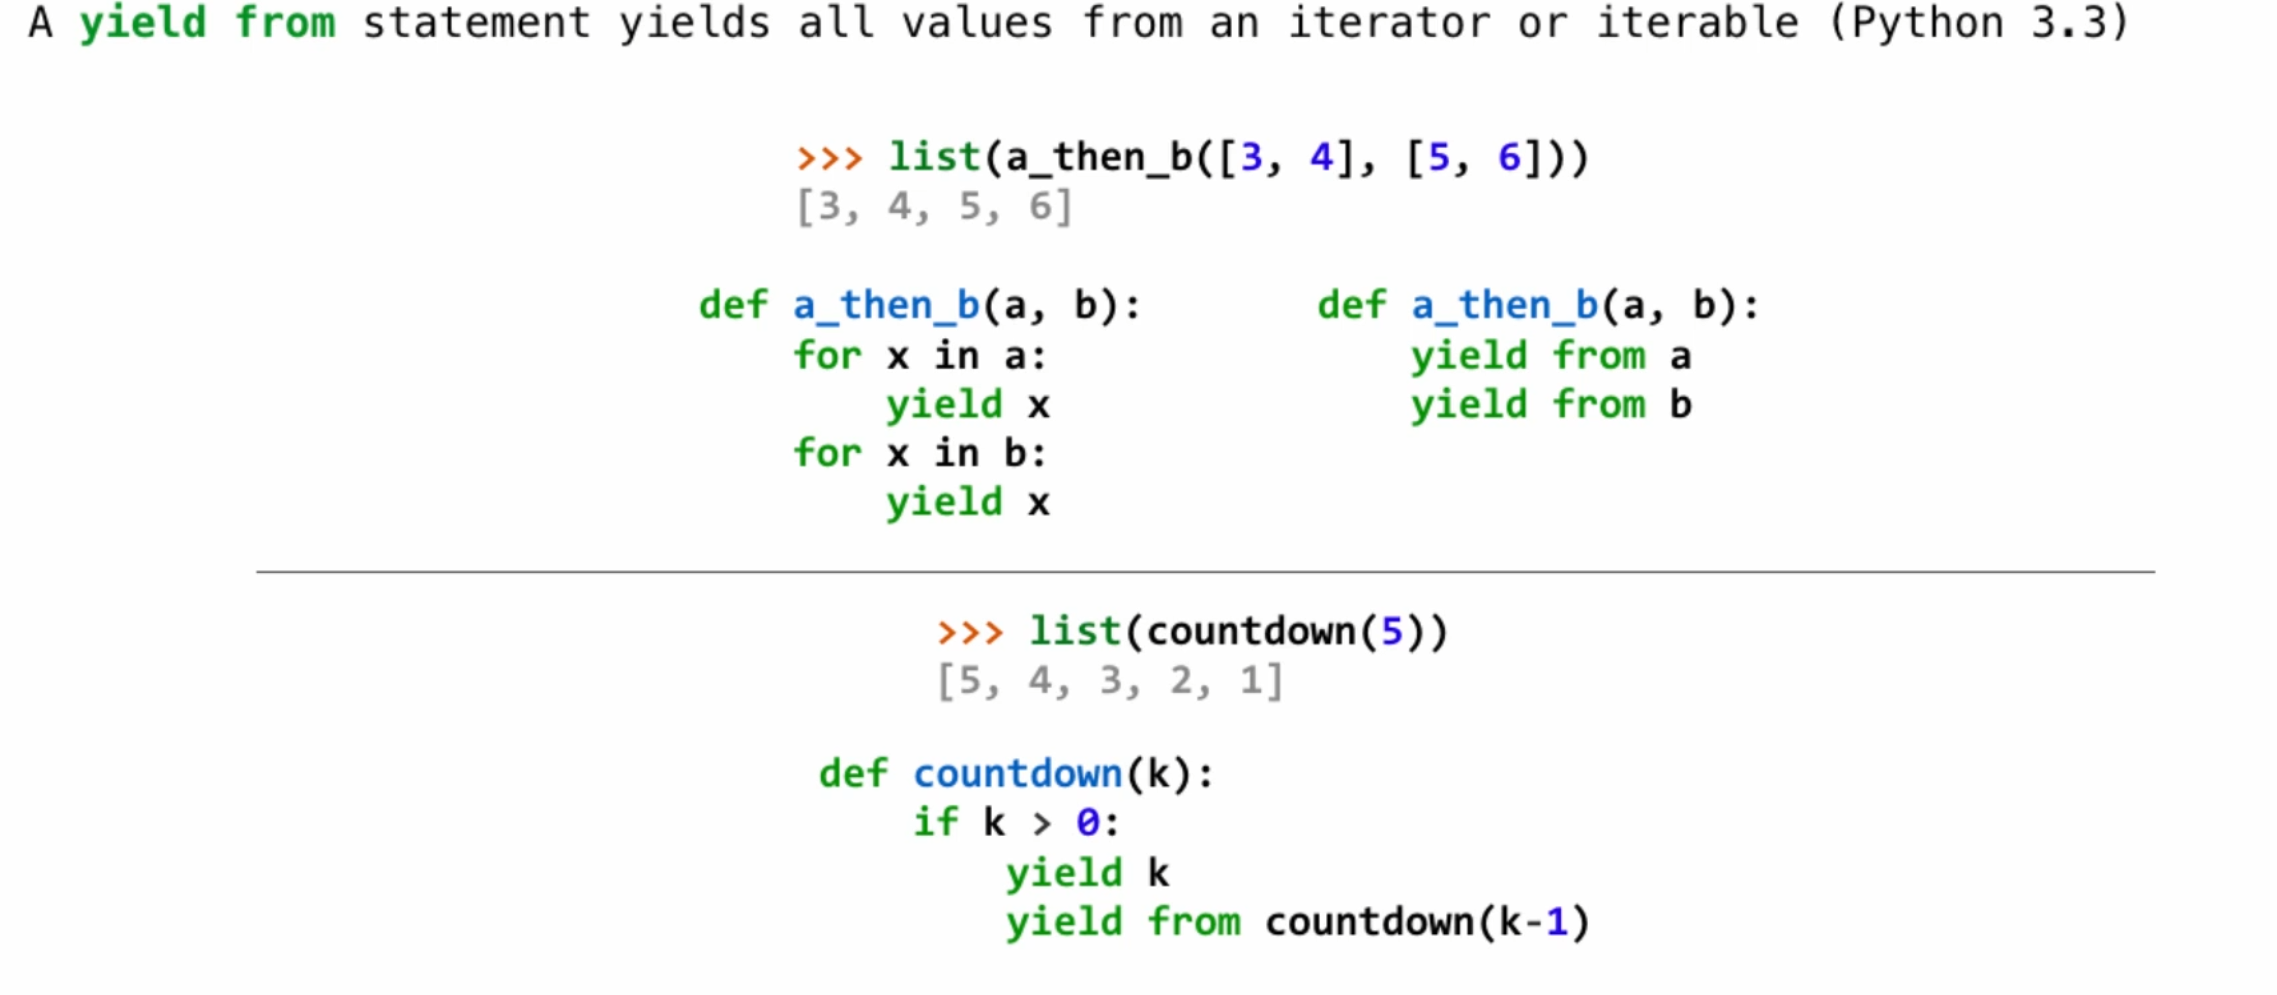 A yield from statement yields all values from an iterator or iterable (Python 3.3)
>>> list(a_then_b([3, 4], [5, 6]))
[3, 4, 5, 6]
def a_then_b(a, b):
    for x in a:
        yield x
    for x in b:
        yield x
def a_then_b(a, b):
    yield from a
    yield from b
>>> list(countdown(5))
[5, 4, 3, 2, 1]
def countdown(k):
    if k > 0:
        yield k
        yield from countdown(k-1)